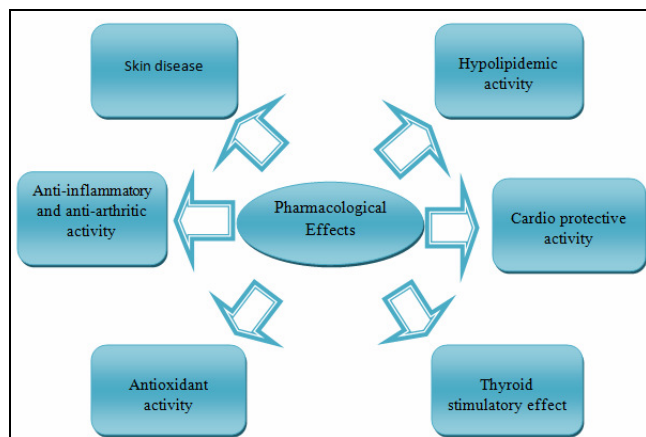 Skin disease
Hypolipidemic
activity
Anti-inflammatory
and anti-arthritic
activity
Pharmacological
Effects
Cardio protective
activity
Antioxidant
activity
Thyroid
stimulatory effect